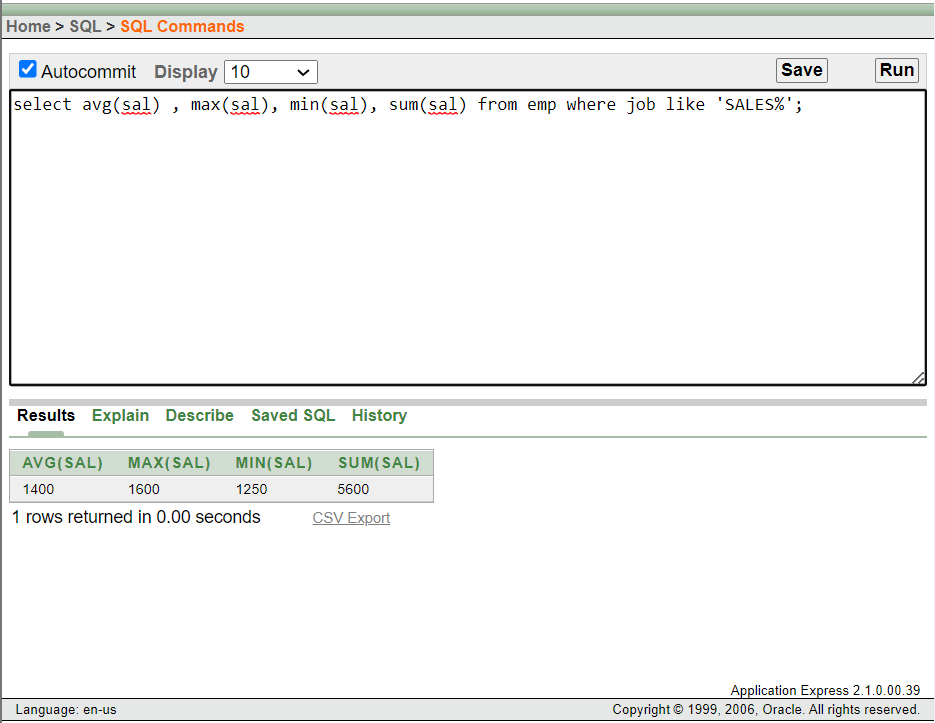 Home > SQL > SQL Commands
Autocommit Display 10 Save Run
select avg(sal) , max(sal), min(sal), sum(sal) from emp where job like 'SALES%';
Results Explain Describe Saved SQL History
AVG(SAL) MAX(SAL) MIN(SAL) SUM(SAL)
1400 1600 1250 5600
1 rows returned in 0.00 seconds CSV Export
Application Express 2.1.0.00.39
Language: en-us Copyright © 1999, 2006, Oracle. All rights reserved.